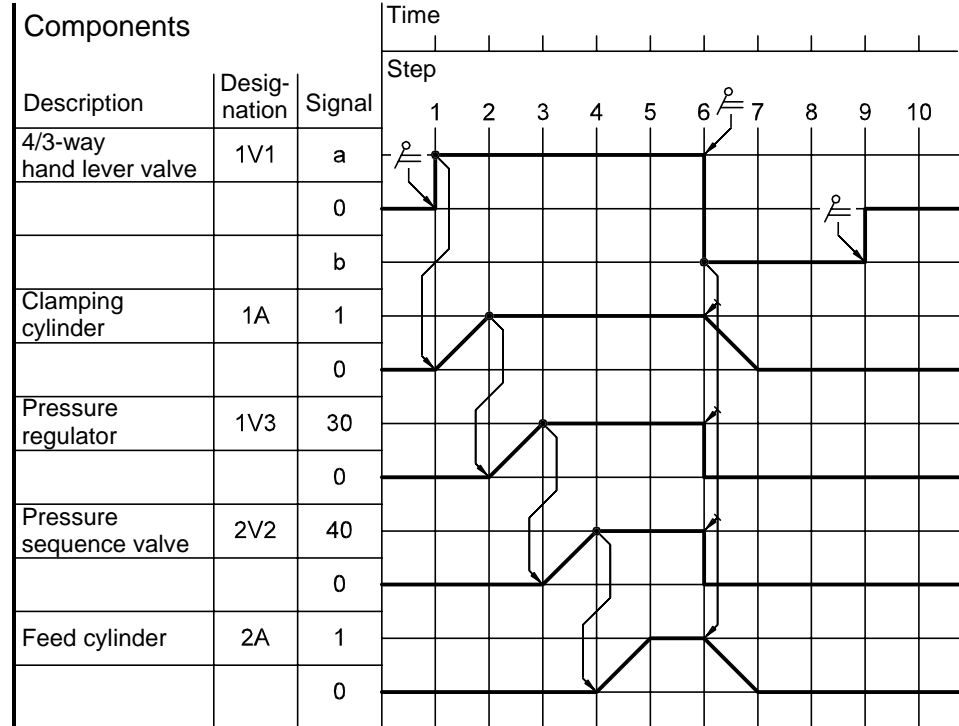 Components
Time
Step
Description
Desig-
nation
Signal
1 2 3 4 5 6 7 8 9 10
4/3-way
hand lever valve
1V1
a
0
b
Clamping
cylinder
1A
1
0
Pressure
regulator
1V3
30
0
Pressure
sequence valve
2V2
40
0
Feed cylinder
2A
1
0